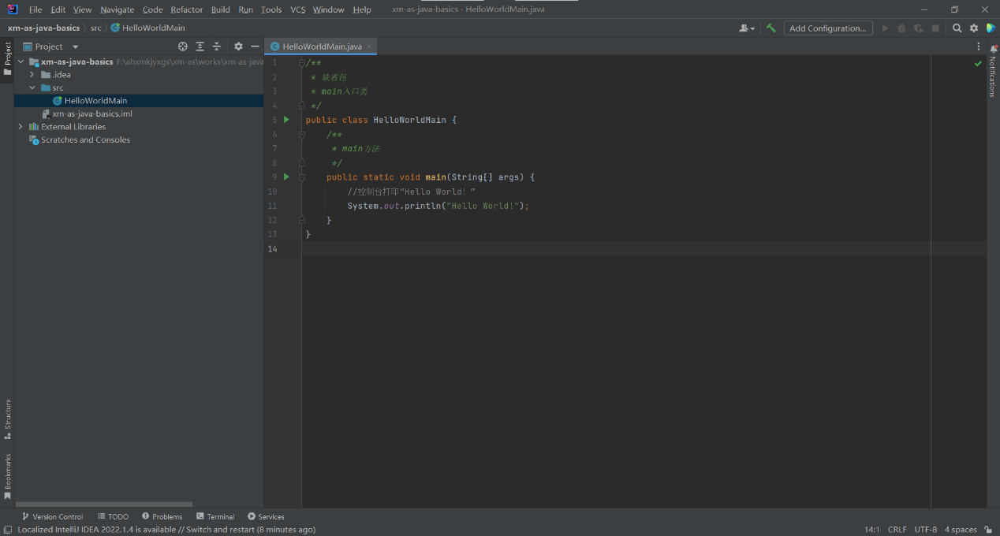 File Edit View Navigate Code Refactor Build Run Tools VCS Window Help xm-as-java-basics - HelloWorldMain.java
xm-as-java-basics src HelloWorldMain Add Configuration...
Project
Project
HelloWorldMain.java
Notifications
xm-as-java-basics F:\ahxmkjyxgs\xm-as\works\xm-as-java
.idea
src
HelloWorldMain
xm-as-java-basics.iml
External Libraries
Scratches and Consoles
1 /**
2 * 缺省包
3 * main入口类
4 */
5 public class HelloWorldMain {
6 /**
7 * main方法
8 */
9 public static void main(String[] args) {
10 //控制台打印“Hello World！”
11 System.out.println("Hello World!");
12 }
13 }
14
Structure
Bookmarks
Version Control TODO Problems Terminal Services
Localized IntelliJ IDEA 2022.1.4 is available // Switch and restart (8 minutes ago) 14:1 CRLF UTF-8 4 spaces